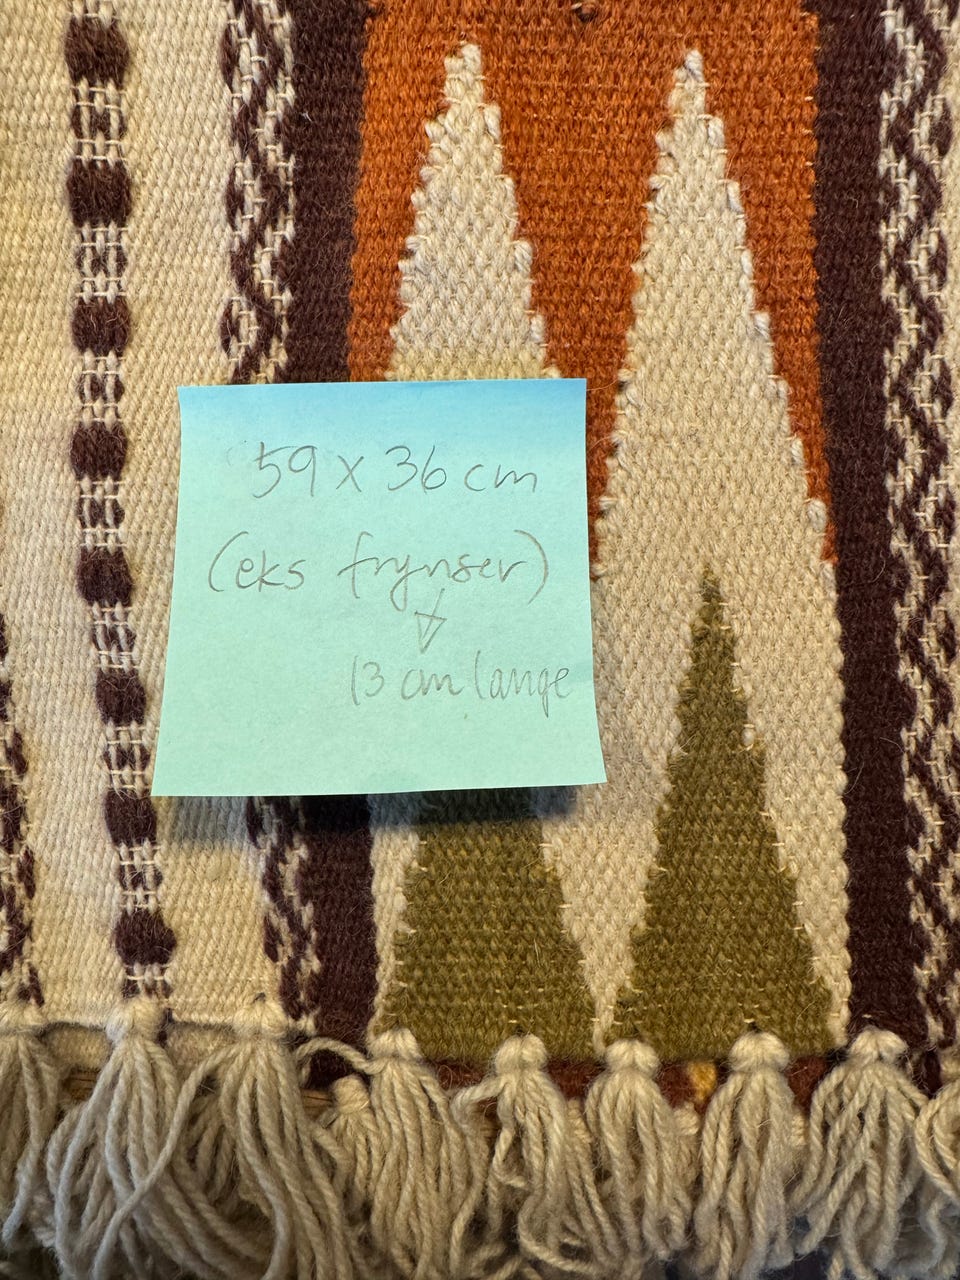 59 x 36 cm
(eks frynser)
13 cm lange